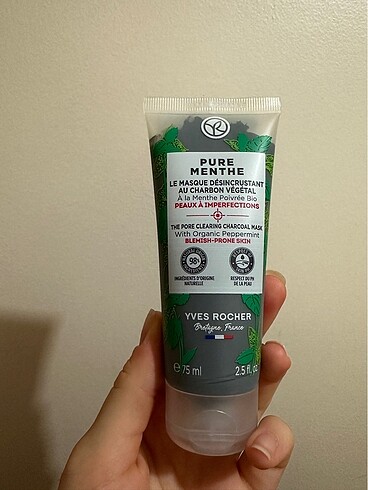 PURE
MENTHE
LE MASQUE DÉSINCRUSTANT
AU CHARBON VÉGÉTAL
À la Menthe Poivrée Bio
PEAUX À IMPERFECTIONS
THE PORE CLEARING CHARCOAL MASK
With Organic Peppermint
BLEMISH-PRONE SKIN
98%
INGRÉDIENTS D'ORIGINE
NATURELLE
RESPECT DU PH
DE LA PEAU
YVES ROCHER
Bretagne, France
℮ 75 ml
2.5 fl. oz